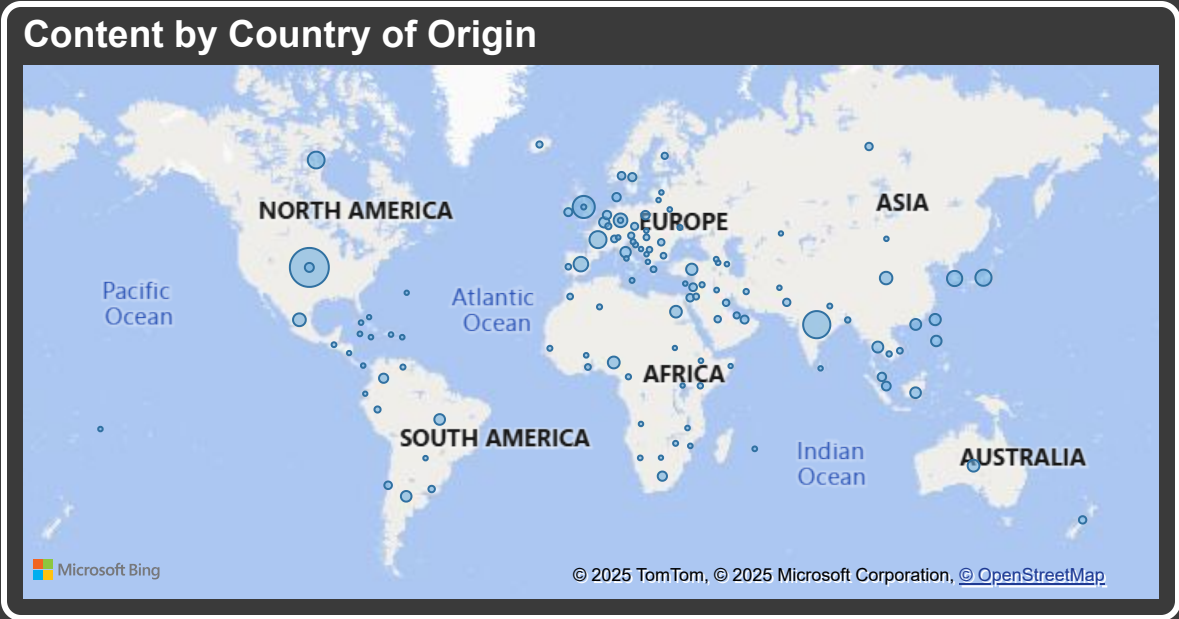 Content by Country of Origin
NORTH AMERICA
EUROPE
ASIA
Pacific
Ocean
Atlantic
Ocean
AFRICA
SOUTH AMERICA
Indian
Ocean
AUSTRALIA
Microsoft Bing
© 2025 TomTom, © 2025 Microsoft Corporation, © OpenStreetMap